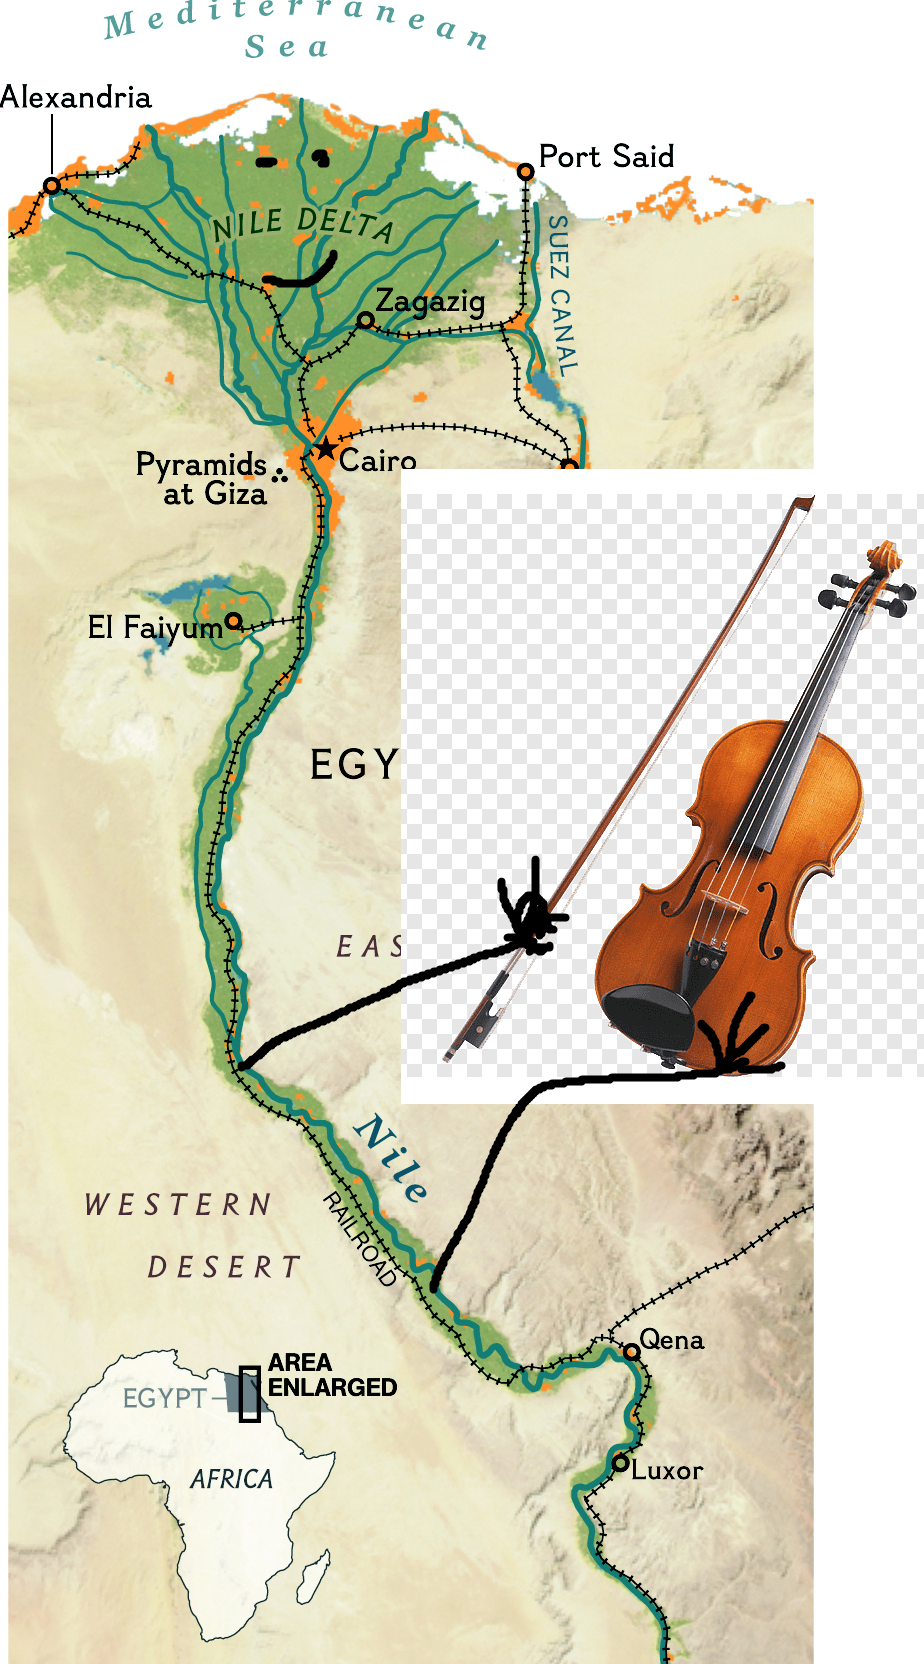 Mediterranean
Sea
Alexandria
Port Said
NILE DELTA
SUEZ CANAL
Zagazig
Cairo
Pyramids
at Giza
El Faiyum
EGY
EAS
Nile
WESTERN
DESERT
RAILROAD
Qena
AREA
ENLARGED
EGYPT
AFRICA
Luxor